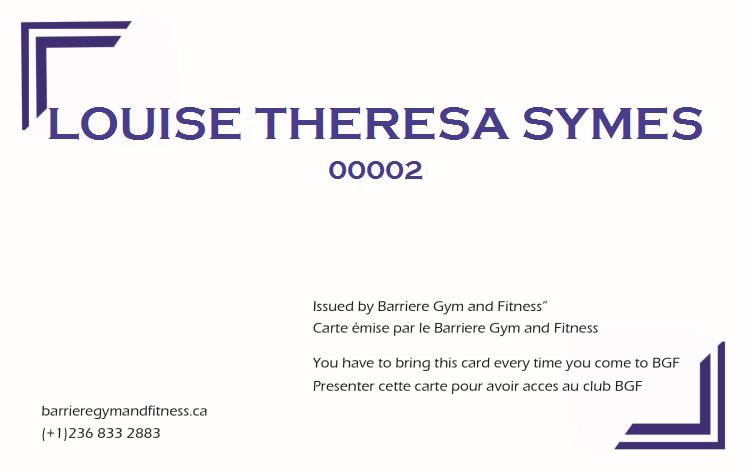 LOUISE THERESA SYMES
00002
Issued by Barriere Gym and Fitness”
Carte émise par le Barriere Gym and Fitness
You have to bring this card every time you come to BGF
Presenter cette carte pour avoir acces au club BGF
barrieregymandfitness.ca
(+1)236 833 2883